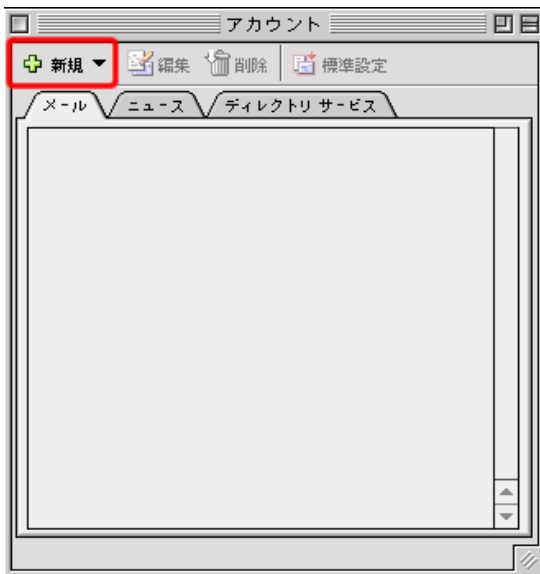 アカウント
新規 編集 削除 標準設定
メール ニュース ディレクトリ サービス